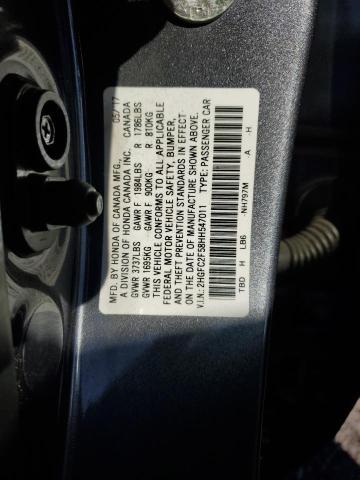 MFD. BY HONDA OF CANADA MFG., 05/17
A DIVISION OF HONDA CANADA INC. CANADA
GVWR 3737LBS GAWR F 1984LBS R 1786LBS
GVWR 1695KG GAWR F 900KG R 810KG
THIS VEHICLE CONFORMS TO ALL APPLICABLE
FEDERAL MOTOR VEHICLE SAFETY, BUMPER,
AND THEFT PREVENTION STANDARDS IN EFFECT
ON THE DATE OF MANUFACTURE SHOWN ABOVE.
V.I.N.: 2HGFC2F58HH547011 TYPE: PASSENGER CAR
TBD H LB6 NH797M A H